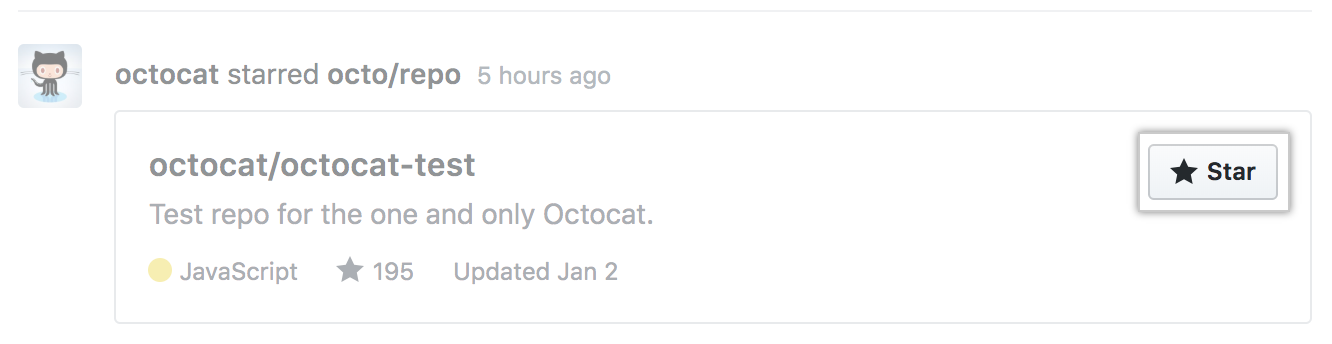 octocat starred octo/repo 5 hours ago
octocat/octocat-test
Star
Test repo for the one and only Octocat.
JavaScript 195 Updated Jan 2